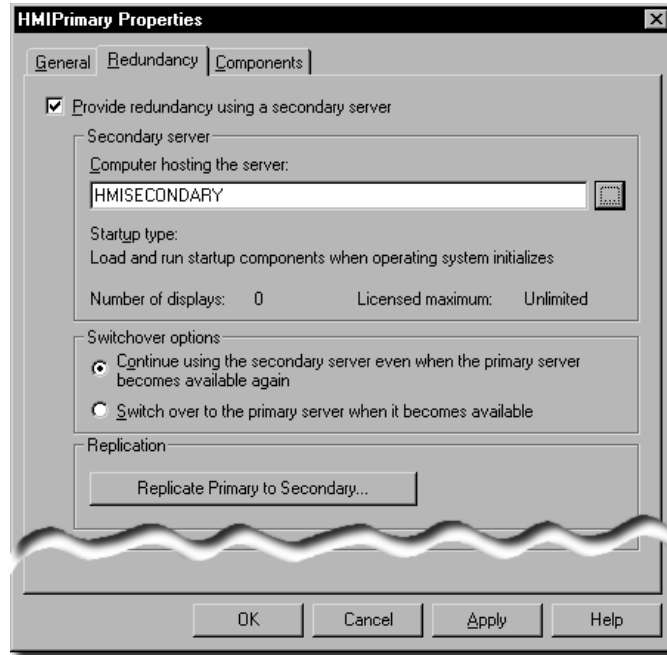 HMIPrimary Properties
General Redundancy Components
Provide redundancy using a secondary server
Secondary server
Computer hosting the server:
HMISECONDARY
...
Startup type:
Load and run startup components when operating system initializes
Number of displays: 0 Licensed maximum: Unlimited
Switchover options
Continue using the secondary server even when the primary server
becomes available again
Switch over to the primary server when it becomes available
Replication
Replicate Primary to Secondary...
OK Cancel Apply Help